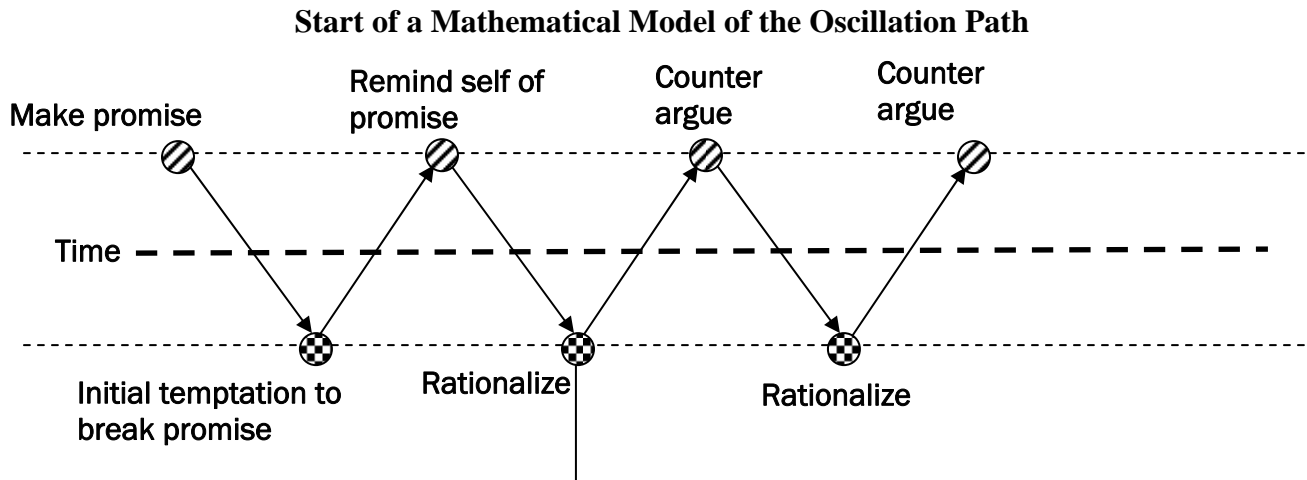 Start of a Mathematical Model of the Oscillation Path
Make promise
Remind self of
promise
Counter
argue
Counter
argue
Time
Initial temptation to
break promise
Rationalize
Rationalize